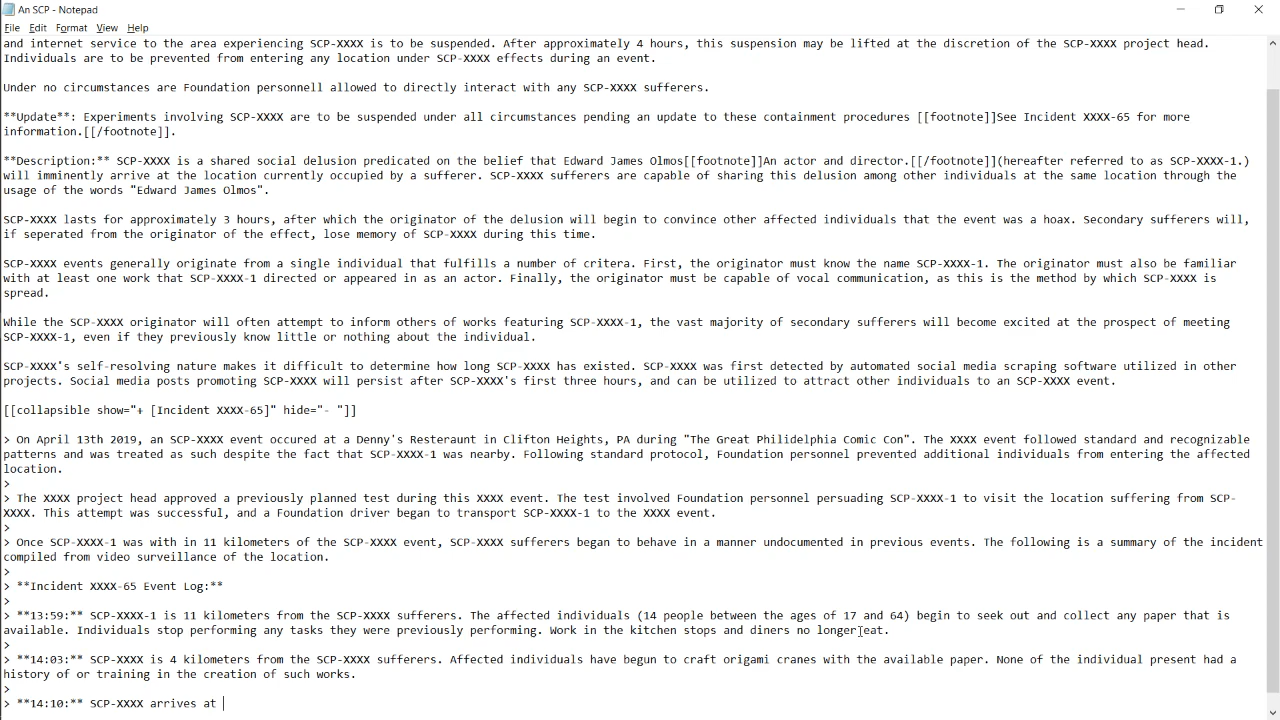 An SCP - Notepad
File Edit Format View Help
and internet service to the area experiencing SCP-XXXX is to be suspended. After approximately 4 hours, this suspension may be lifted at the discretion of the SCP-XXXX project head.
Individuals are to be prevented from entering any location under SCP-XXXX effects during an event.
Under no circumstances are Foundation personnell allowed to directly interact with any SCP-XXXX sufferers.
**Update**: Experiments involving SCP-XXXX are to be suspended under all circumstances pending an update to these containment procedures [[footnote]]See Incident XXXX-65 for more
information.[[/footnote]].
**Description:** SCP-XXXX is a shared social delusion predicated on the belief that Edward James Olmos[[footnote]]An actor and director.[[/footnote]](hereafter referred to as SCP-XXXX-1.)
will imminently arrive at the location currently occupied by a sufferer. SCP-XXXX sufferers are capable of sharing this delusion among other individuals at the same location through the
usage of the words "Edward James Olmos".
SCP-XXXX lasts for approximately 3 hours, after which the originator of the delusion will begin to convince other affected individuals that the event was a hoax. Secondary sufferers will,
if seperated from the originator of the effect, lose memory of SCP-XXXX during this time.
SCP-XXXX events generally originate from a single individual that fulfills a number of critera. First, the originator must know the name SCP-XXXX-1. The originator must also be familiar
with at least one work that SCP-XXXX-1 directed or appeared in as an actor. Finally, the originator must be capable of vocal communication, as this is the method by which SCP-XXXX is
spread.
While the SCP-XXXX originator will often attempt to inform others of works featuring SCP-XXXX-1, the vast majority of secondary sufferers will become excited at the prospect of meeting
SCP-XXXX-1, even if they previously know little or nothing about the individual.
SCP-XXXX's self-resolving nature makes it difficult to determine how long SCP-XXXX has existed. SCP-XXXX was first detected by automated social media scraping software utilized in other
projects. Social media posts promoting SCP-XXXX will persist after SCP-XXXX's first three hours, and can be utilized to attract other individuals to an SCP-XXXX event.
[[collapsible show="+ [Incident XXXX-65]" hide="- "]]
> On April 13th 2019, an SCP-XXXX event occured at a Denny's Resteraunt in Clifton Heights, PA during "The Great Philidelphia Comic Con". The XXXX event followed standard and recognizable
patterns and was treated as such despite the fact that SCP-XXXX-1 was nearby. Following standard protocol, Foundation personnel prevented additional individuals from entering the affected
location.
>
> The XXXX project head approved a previously planned test during this XXXX event. The test involved Foundation personnel persuading SCP-XXXX-1 to visit the location suffering from SCP-
XXXX. This attempt was successful, and a Foundation driver began to transport SCP-XXXX-1 to the XXXX event.
>
> Once SCP-XXXX-1 was with in 11 kilometers of the SCP-XXXX event, SCP-XXXX sufferers began to behave in a manner undocumented in previous events. The following is a summary of the incident
compiled from video surveillance of the location.
>
> **Incident XXXX-65 Event Log:**
>
> **13:59:** SCP-XXXX-1 is 11 kilometers from the SCP-XXXX sufferers. The affected individuals (14 people between the ages of 17 and 64) begin to seek out and collect any paper that is
available. Individuals stop performing any tasks they were previously performing. Work in the kitchen stops and diners no longer eat.
>
> **14:03:** SCP-XXXX is 4 kilometers from the SCP-XXXX sufferers. Affected individuals have begun to craft origami cranes with the available paper. None of the individual present had a
history of or training in the creation of such works.
>
> **14:10:** SCP-XXXX arrives at